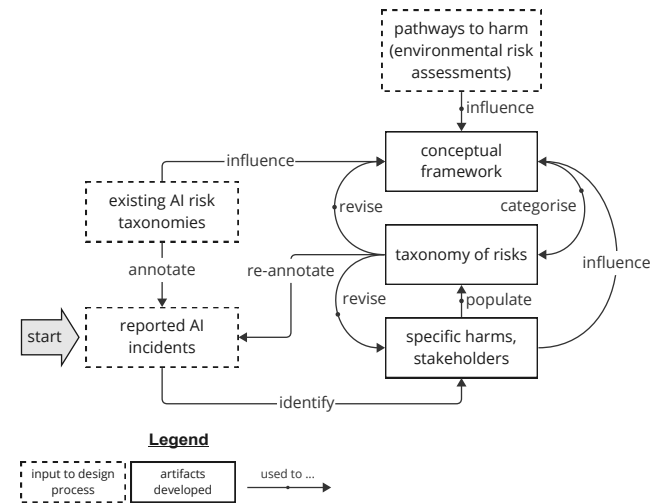 pathways to harm
(environmental risk
assessments)
influence
conceptual
framework
influence
existing AI risk
taxonomies
revise
categorise
taxonomy of risks
annotate
re-annotate
influence
revise
populate
start
reported AI
incidents
specific harms,
stakeholders
identify
Legend
input to design
process
artifacts
developed
used to ...